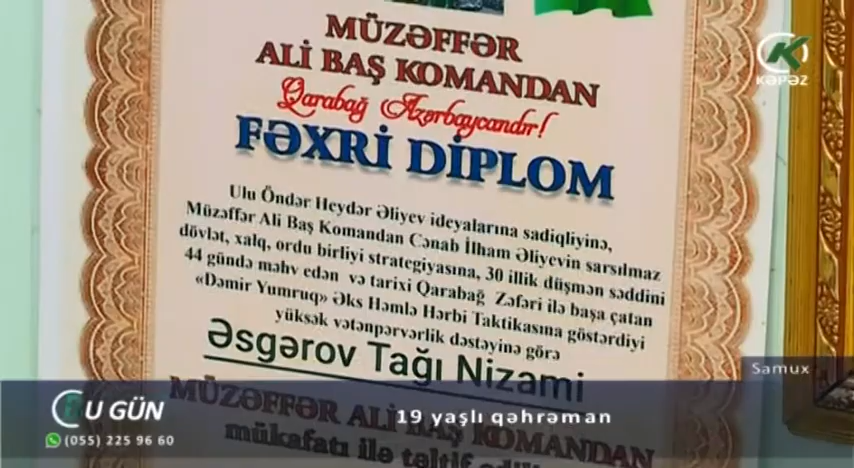 MÜZƏFFƏR
ALİ BAŞ KOMANDAN
Qarabağ Azərbaycandır!
FƏXRİ DİPLOM
Ulu Öndər Heydər Əliyev ideyalarına sadiqliyinə,
Müzəffər Ali Baş Komandan Cənab İlham Əliyevin sarsılmaz
dövlət, xalq, ordu birliyi strategiyasına, 30 illik düşmən səddini
44 gündə məhv edən və tarixi Qarabağ Zəfəri ilə başa çatan
«Dəmir Yumruq» Əks Həmlə Hərbi Taktikasına göstərdiyi
yüksək vətənpərvərlik dəstəyinə görə
Əsgərov Tağı Nizami
MÜZƏFFƏR ALİ BAŞ KOMANDAN
mükafatı ilə təltif
KƏPƏZ
Samux
BU GÜN
(055) 225 96 60
19 yaşlı qəhrəman